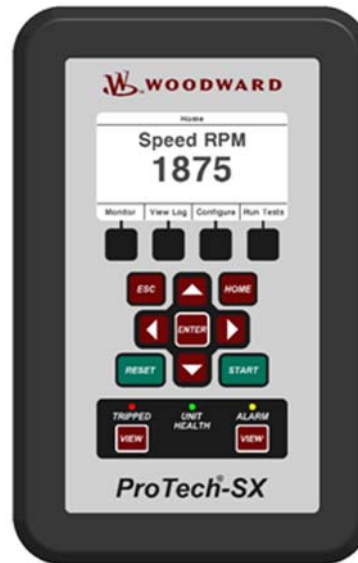 WOODWARD
Home
Speed RPM
1875
Monitor View Log Configure Run Tests
ESC HOME
ENTER
RESET START
TRIPPED UNIT HEALTH ALARM
VIEW VIEW
ProTech®-SX